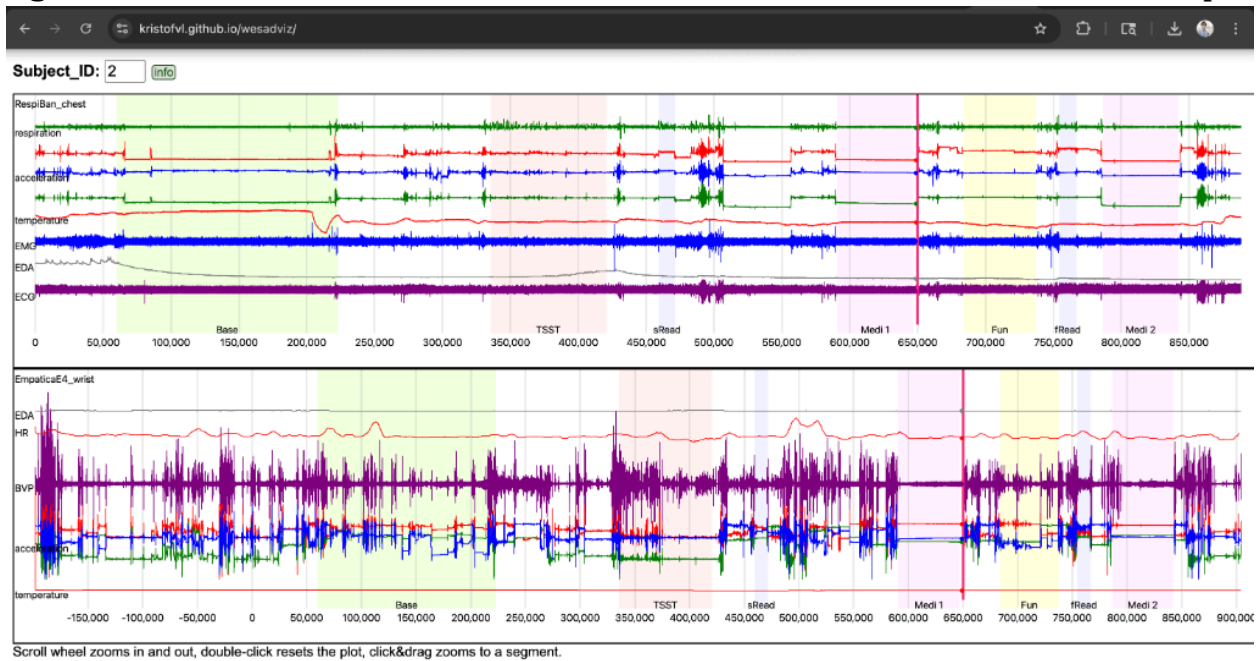 kristofvl.github.io/wesadviz/
Subject_ID: 2 info
RespiBan_chest
respiration
acceleration
temperature
EMG
EDA
ECG
Base TSST sRead Medi 1 Fun fRead Medi 2
0 50,000 100,000 150,000 200,000 250,000 300,000 350,000 400,000 450,000 500,000 550,000 600,000 650,000 700,000 750,000 800,000 850,000
EmpaticaE4_wrist
EDA
HR
BVP
acceleration
temperature
Base TSST sRead Medi 1 Fun fRead Medi 2
-150,000 -100,000 -50,000 0 50,000 100,000 150,000 200,000 250,000 300,000 350,000 400,000 450,000 500,000 550,000 600,000 650,000 700,000 750,000 800,000 850,000 900,000
Scroll wheel zooms in and out, double-click resets the plot, click&drag zooms to a segment.